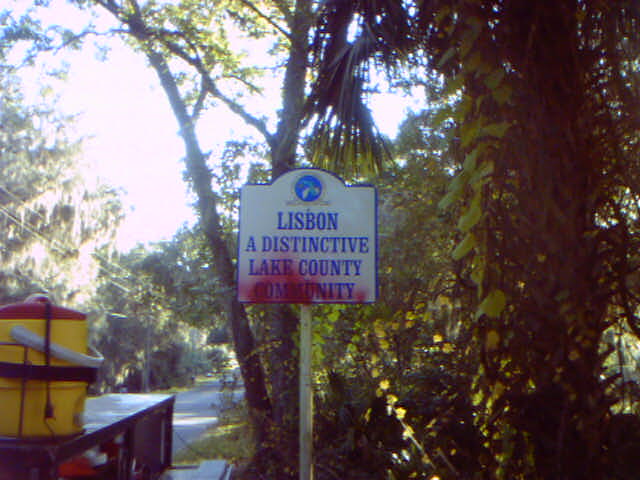 LISBON
A DISTINCTIVE
LAKE COUNTY
COMMUNITY